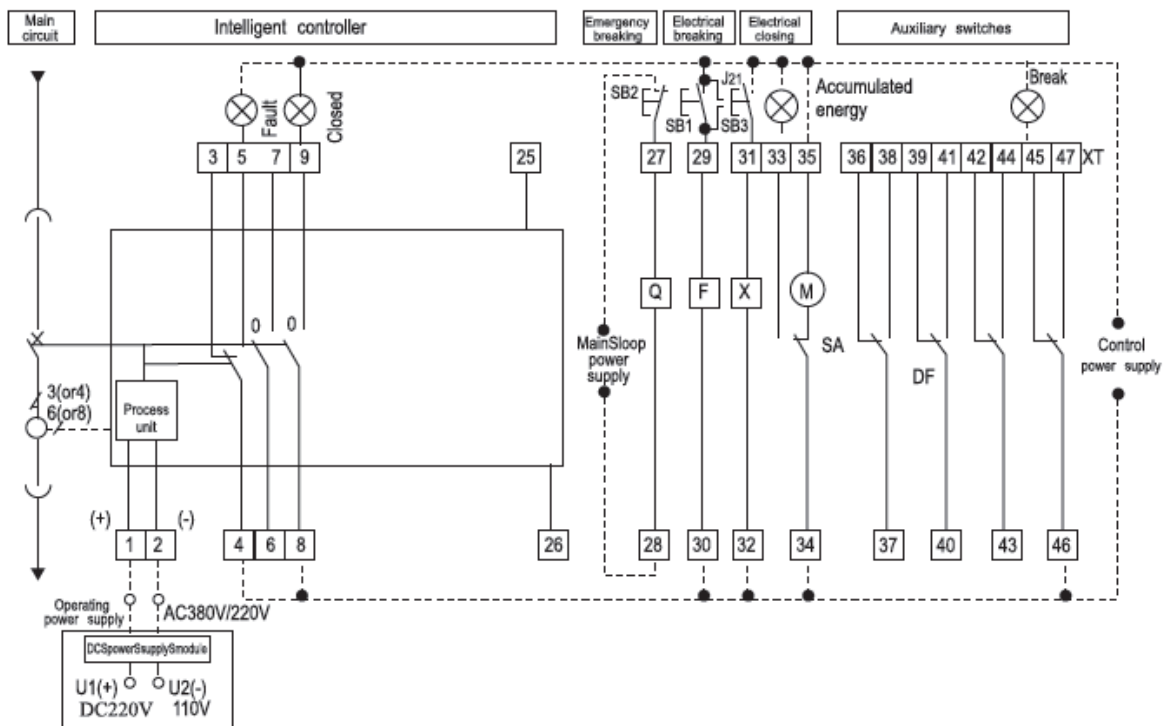 Main circuit
Intelligent controller
Emergency breaking
Electrical breaking
Electrical closing
Auxiliary switches
Fault
Closed
SB2
SB1
J21
SB3
Accumulated energy
Break
3 5 7 9
25
27
29
31 33 35
36 38 39 41 42 44 45 47 XT
0
0
Q
F
X
M
MainSloop power supply
SA
DF
Control power supply
3(or4)
6(or8)
Process unit
(+)
(-)
1 2
4 6 8
26
28
30
32
34
37
40
43
46
Operating power supply
AC380V/220V
DCSpowerSsupplySmodule
U1(+)
U2(-)
DC220V
110V